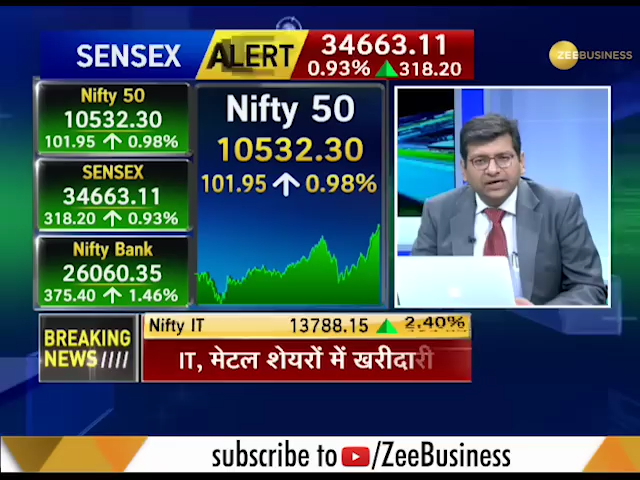 SENSEX
ALERT
34663.11
0.93% 318.20
ZEEBUSINESS
Nifty 50
10532.30
101.95 0.98%
SENSEX
34663.11
318.20 0.93%
Nifty Bank
26060.35
375.40 1.46%
Nifty 50
10532.30
101.95 0.98%
BREAKING
NEWS////
Nifty IT 13788.15 2.40%
IT, मेटल शेयरों में खरीदारी
subscribe to /ZeeBusiness